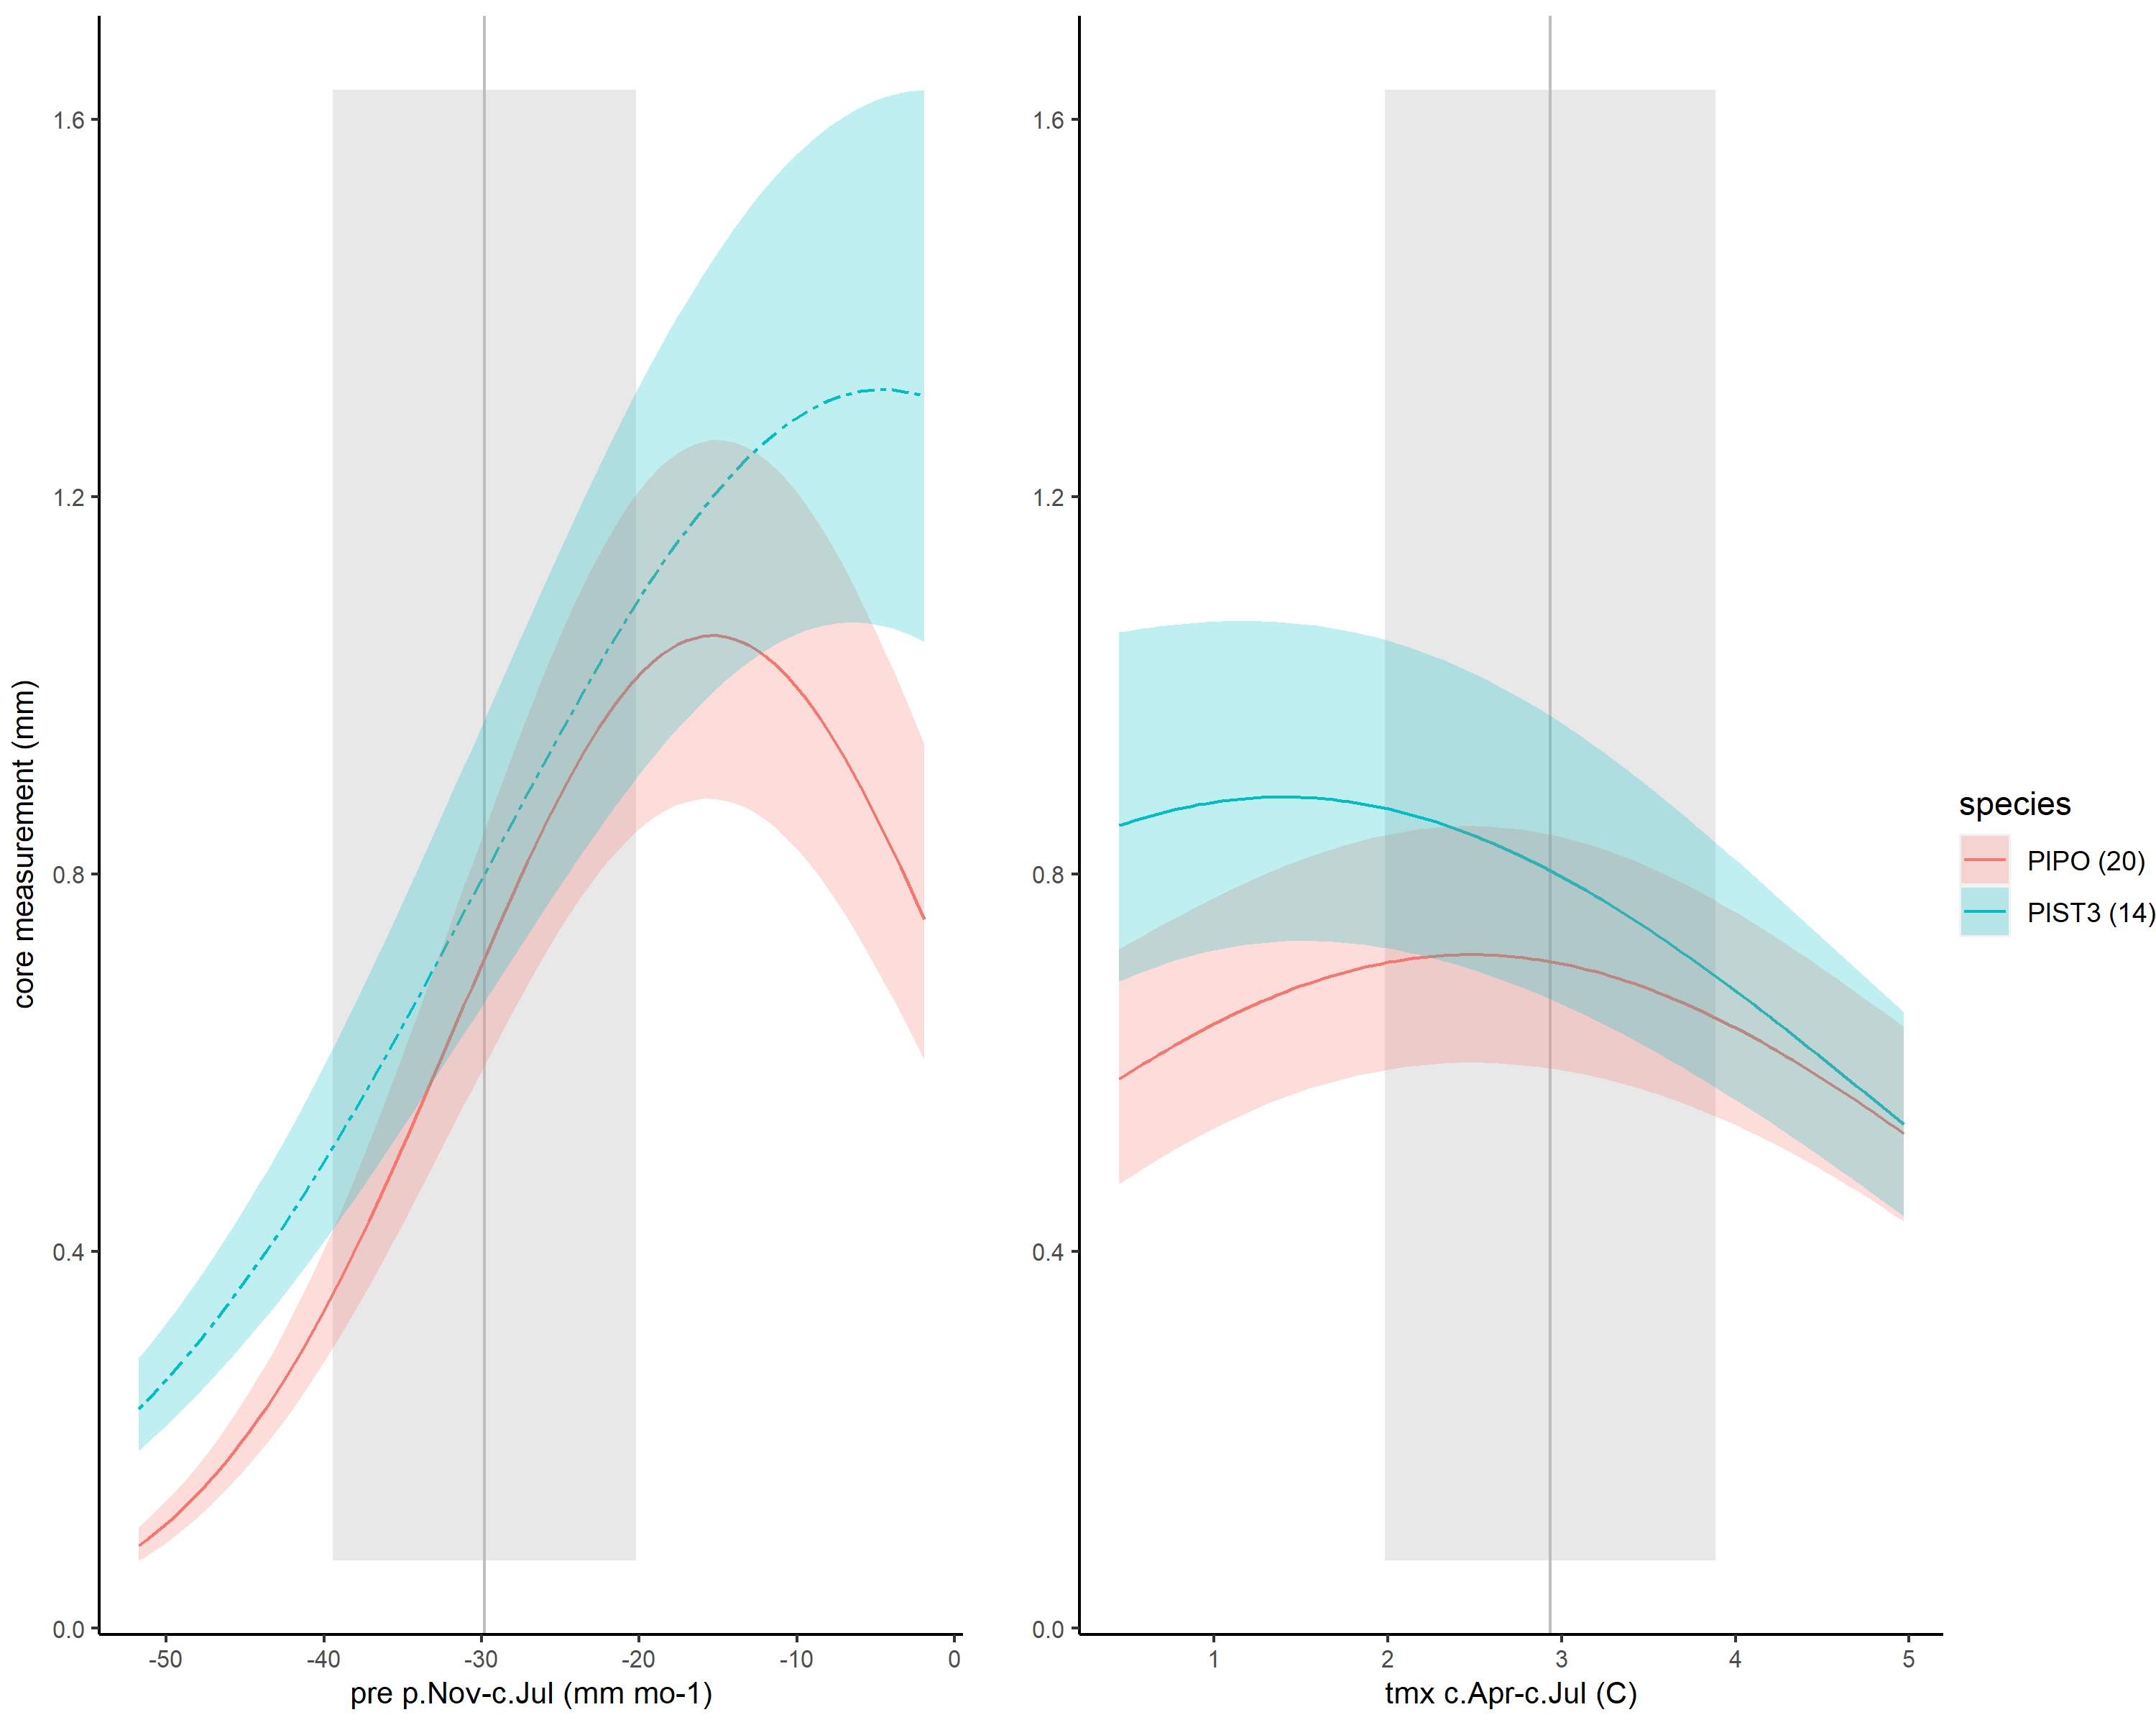 core measurement (mm)
1.6
1.2
0.8
0.4
0.0
-50 -40 -30 -20 -10 0
pre p.Nov-c.Jul (mm mo-1)
1.6
1.2
0.8
0.4
0.0
1 2 3 4 5
tmx c.Apr-c.Jul (C)
species
PIPO (20)
PIST3 (14)